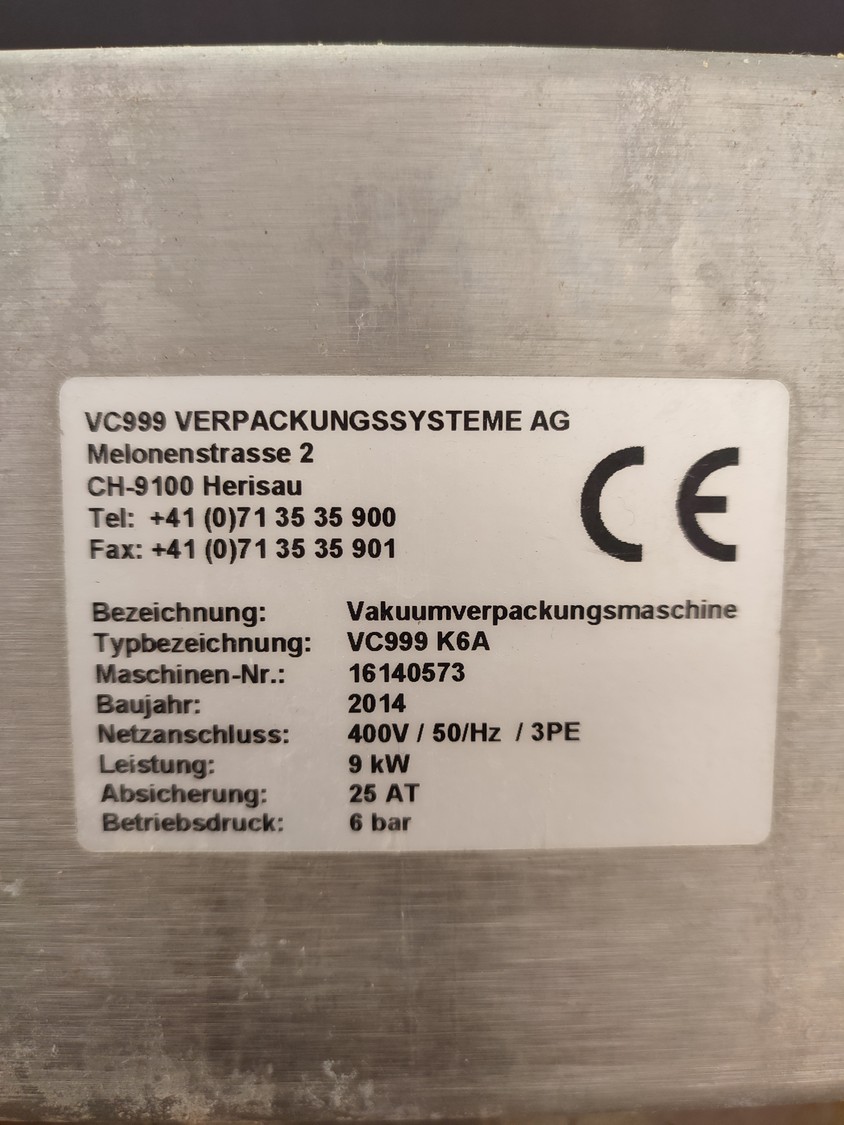 VC999 VERPACKUNGSSYSTEME AG
Melonenstrasse 2
CH-9100 Herisau
Tel: +41 (0)71 35 35 900
Fax: +41 (0)71 35 35 901
CE
Bezeichnung: Vakuumverpackungsmaschine
Typbezeichnung: VC999 K6A
Maschinen-Nr.: 16140573
Baujahr: 2014
Netzanschluss: 400V / 50/Hz / 3PE
Leistung: 9 kW
Absicherung: 25 AT
Betriebsdruck: 6 bar